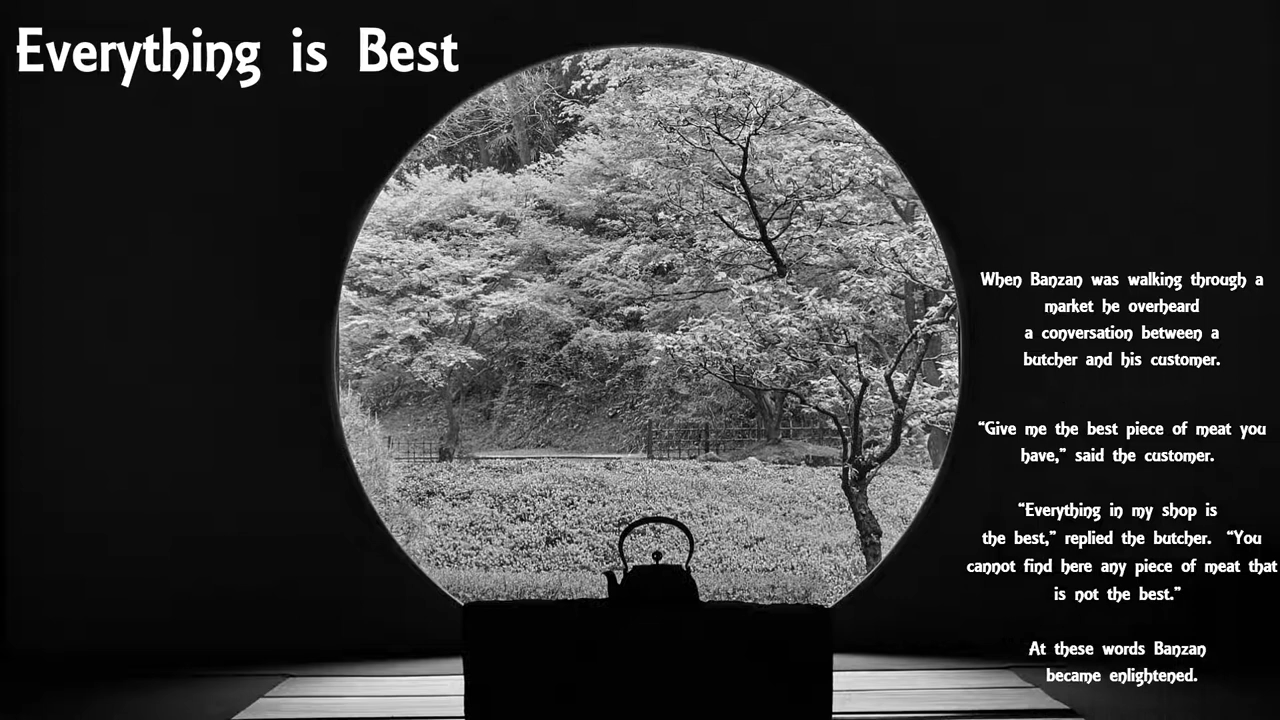 Everything is Best
When Banzan was walking through a
market he overheard
a conversation between a
butcher and his customer.
“Give me the best piece of meat you
have,” said the customer.
“Everything in my shop is
the best,” replied the butcher. “You
cannot find here any piece of meat that
is not the best.”
At these words Banzan
became enlightened.